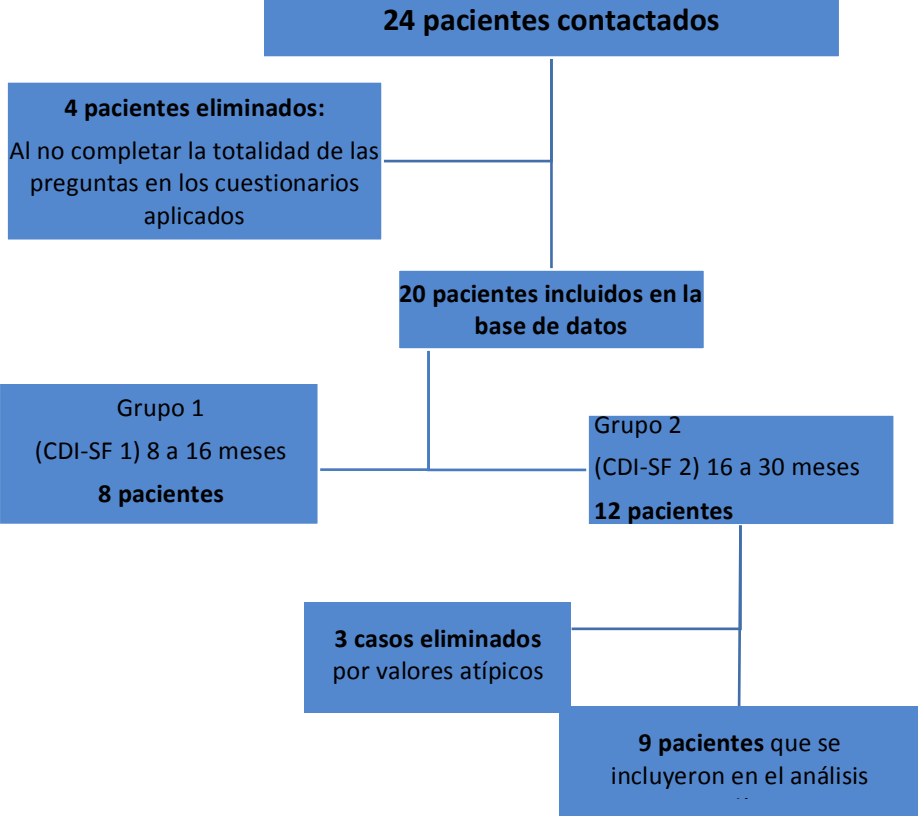 24 pacientes contactados
4 pacientes eliminados:
Al no completar la totalidad de las
preguntas en los cuestionarios
aplicados
20 pacientes incluidos en la
base de datos
Grupo 1
(CDI-SF 1) 8 a 16 meses
8 pacientes
Grupo 2
(CDI-SF 2) 16 a 30 meses
12 pacientes
3 casos eliminados
por valores atípicos
9 pacientes que se
incluyeron en el análisis